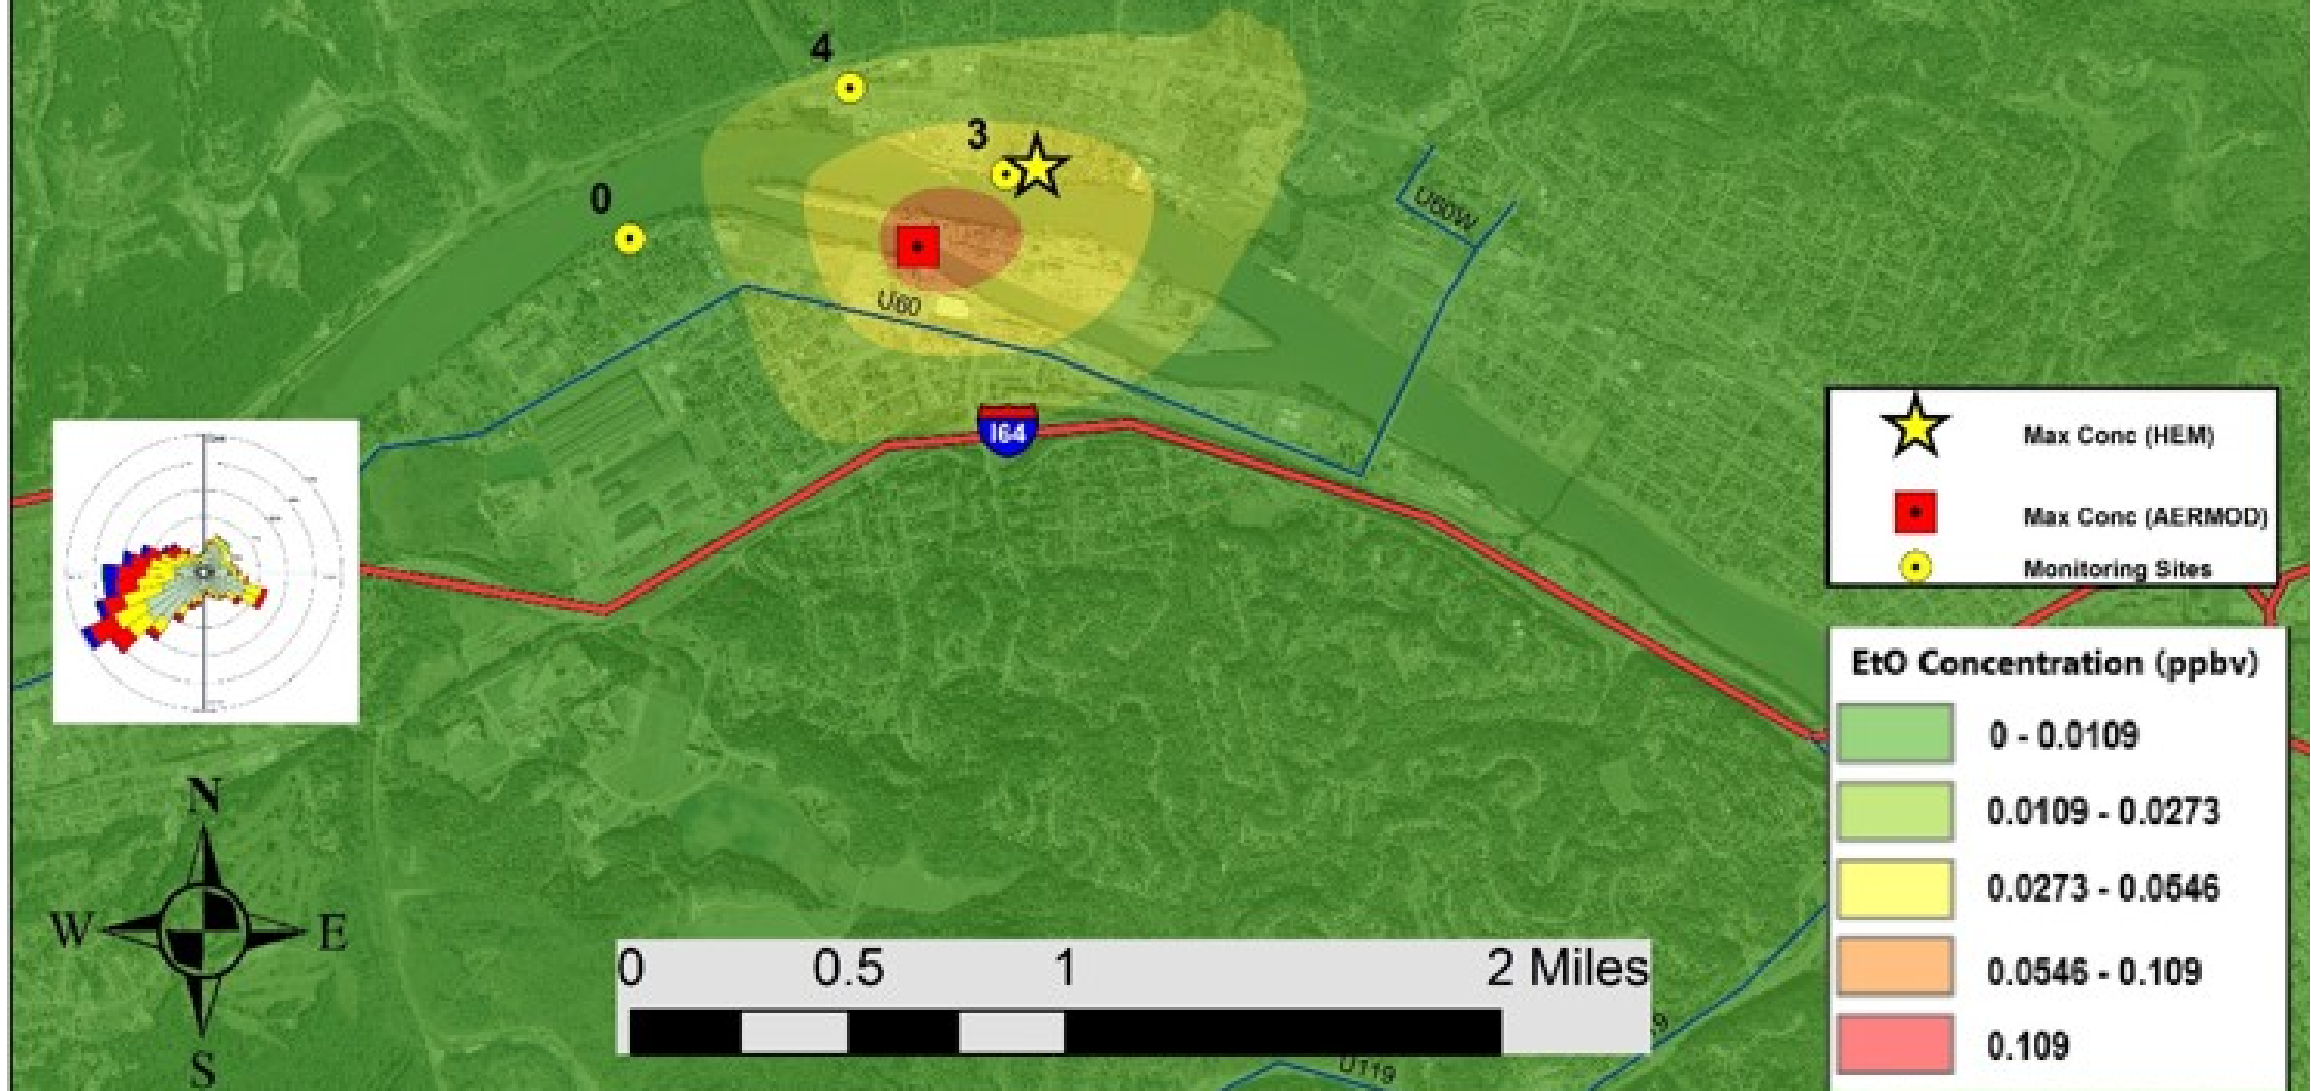 4
3
0
U60W
U60
I64
Max Conc (HEM)
Max Conc (AERMOD)
Monitoring Sites
EtO Concentration (ppbv)
0 - 0.0109
0.0109 - 0.0273
0.0273 - 0.0546
0.0546 - 0.109
0.109
N
W
E
S
0 0.5 1 2 Miles
U119